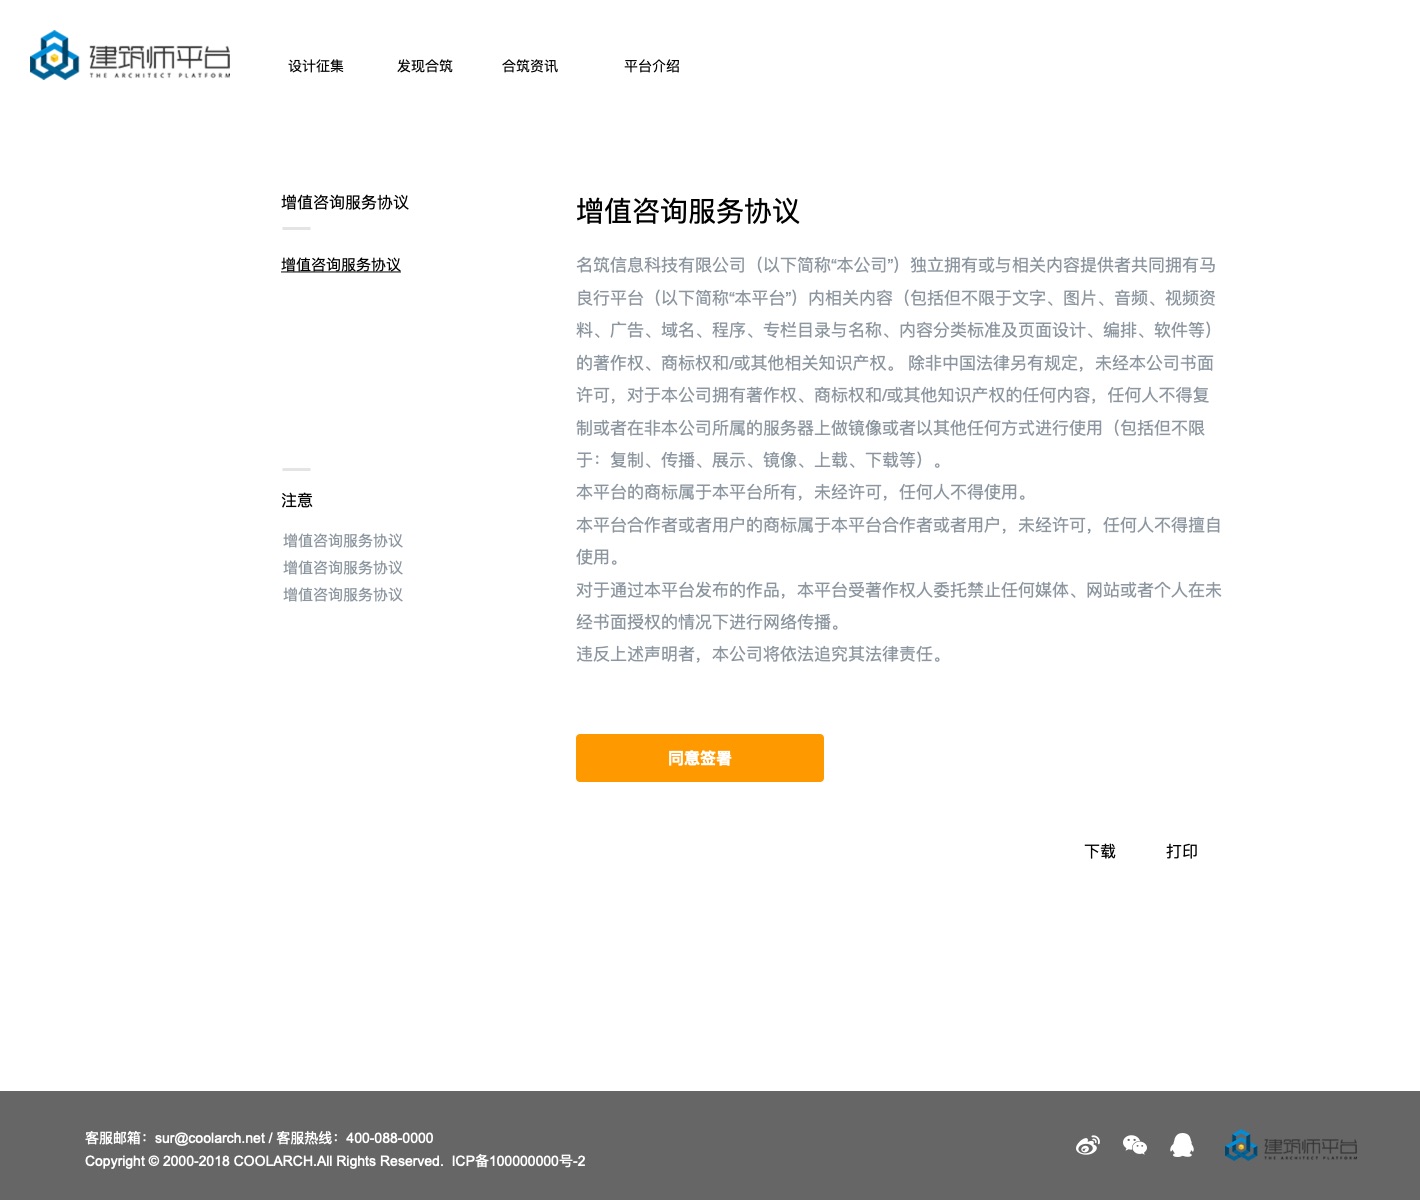 建筑师平台
THE ARCHITECT PLATFORM
设计征集 发现合筑 合筑资讯 平台介绍
增值咨询服务协议
增值咨询服务协议
注意
增值咨询服务协议
增值咨询服务协议
增值咨询服务协议
增值咨询服务协议
名筑信息科技有限公司（以下简称“本公司”）独立拥有或与相关内容提供者共同拥有马
良行平台（以下简称“本平台”）内相关内容（包括但不限于文字、图片、音频、视频资
料、广告、域名、程序、专栏目录与名称、内容分类标准及页面设计、编排、软件等）
的著作权、商标权和/或其他相关知识产权。 除非中国法律另有规定，未经本公司书面
许可，对于本公司拥有著作权、商标权和/或其他知识产权的任何内容，任何人不得复
制或者在非本公司所属的服务器上做镜像或者以其他任何方式进行使用（包括但不限
于：复制、传播、展示、镜像、上载、下载等）。
本平台的商标属于本平台所有，未经许可，任何人不得使用。
本平台合作者或者用户的商标属于本平台合作者或者用户，未经许可，任何人不得擅自
使用。
对于通过本平台发布的作品，本平台受著作权人委托禁止任何媒体、网站或者个人在未
经书面授权的情况下进行网络传播。
违反上述声明者，本公司将依法追究其法律责任。
同意签署
下载 打印
客服邮箱：sur@coolarch.net / 客服热线：400-088-0000
Copyright © 2000-2018 COOLARCH.All Rights Reserved. ICP备100000000号-2
建筑师平台
THE ARCHITECT PLATFORM